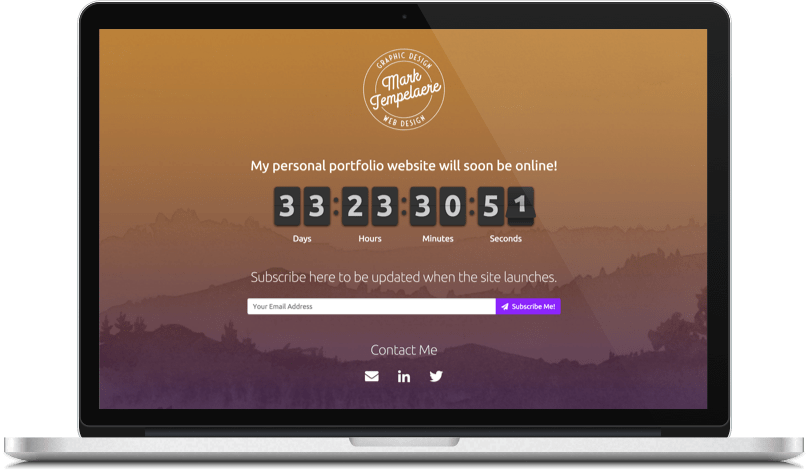 GRAPHIC DESIGN
Mark
Tempelaere
WEB DESIGN
My personal portfolio website will soon be online!
33:23:30:51
Days Hours Minutes Seconds
Subscribe here to be updated when the site launches.
Your Email Address Subscribe Me!
Contact Me
in